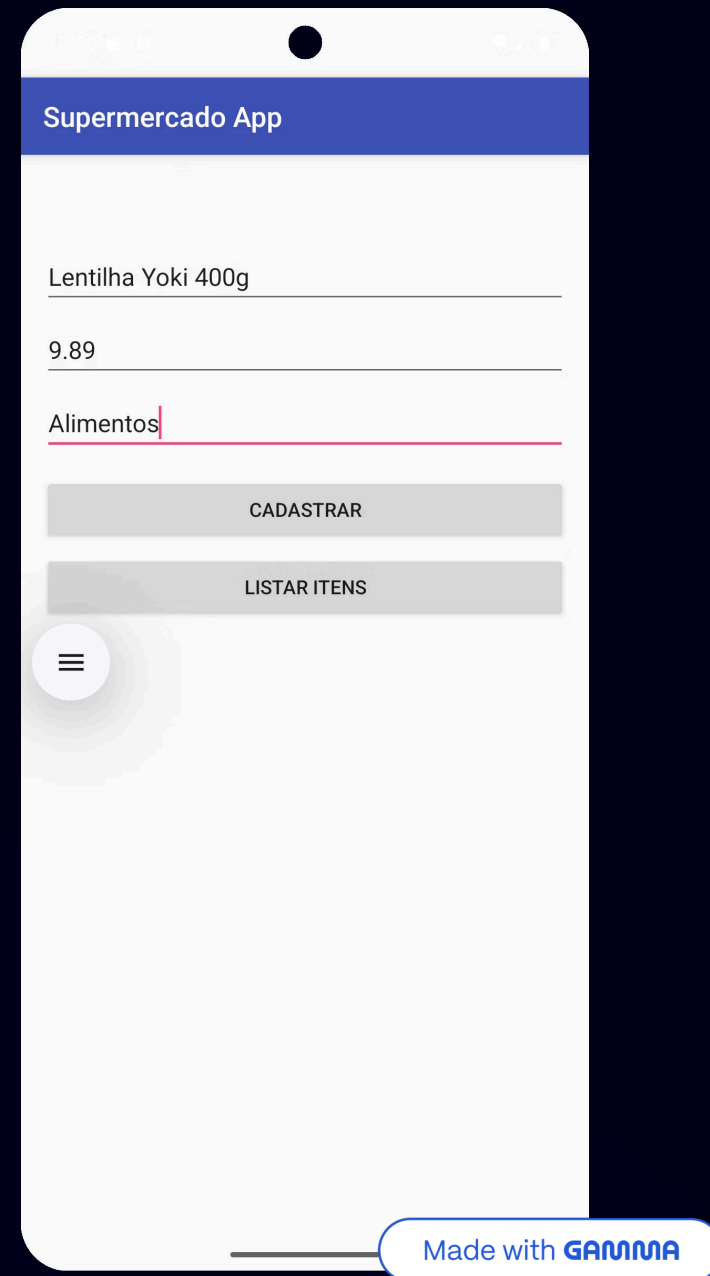 Supermercado App
Lentilha Yoki 400g
9.89
Alimentos
CADASTRAR
LISTAR ITENS
Made with GAMMA